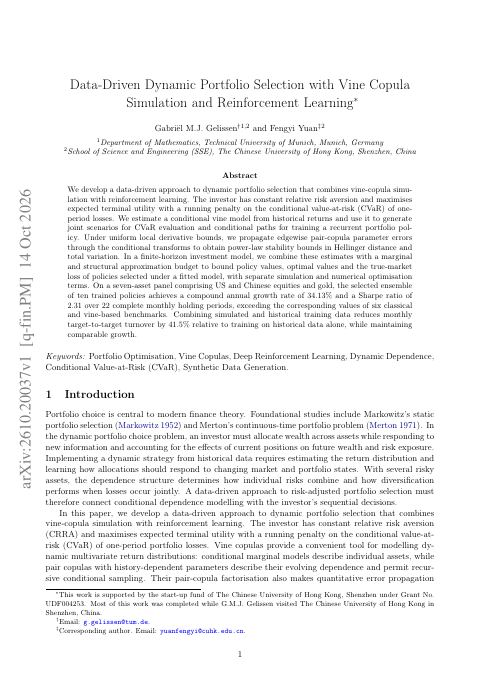 Data-Driven Dynamic Portfolio Selection with Vine Copula
Simulation and Reinforcement Learning*
Gabriël M.J. Gelissen†1,2 and Fengyi Yuan‡2
1Department of Mathematics, Technical University of Munich, Munich, Germany
2School of Science and Engineering (SSE), The Chinese University of Hong Kong, Shenzhen, China
Abstract
We develop a data-driven approach to dynamic portfolio selection that combines vine-copula simu-
lation with reinforcement learning. The investor has constant relative risk aversion and maximises
expected terminal utility with a running penalty on the conditional value-at-risk (CVaR) of one-
period losses. We estimate a conditional vine model from historical returns and use it to generate
joint scenarios for CVaR evaluation and conditional paths for training a recurrent portfolio pol-
icy. Under uniform local derivative bounds, we propagate edgewise pair-copula parameter errors
through the conditional transforms to obtain power-law stability bounds in Hellinger distance and
total variation. In a finite-horizon investment model, we combine these estimates with a marginal
and structural approximation budget to bound policy values, optimal values and the true-market
loss of policies selected under a fitted model, with separate simulation and numerical optimisation
terms. On a seven-asset panel comprising US and Chinese equities and gold, the selected ensemble
of ten trained policies achieves a compound annual growth rate of 34.13% and a Sharpe ratio of
2.31 over 22 complete monthly holding periods, exceeding the corresponding values of six classical
and vine-based benchmarks. Combining simulated and historical training data reduces monthly
target-to-target turnover by 41.5% relative to training on historical data alone, while maintaining
comparable growth.
Keywords: Portfolio Optimisation, Vine Copulas, Deep Reinforcement Learning, Dynamic Dependence,
Conditional Value-at-Risk (CVaR), Synthetic Data Generation.
1 Introduction
Portfolio choice is central to modern finance theory. Foundational studies include Markowitz's static
portfolio selection (Markowitz 1952) and Merton's continuous-time portfolio problem (Merton 1971). In
the dynamic portfolio choice problem, an investor must allocate wealth across assets while responding to
new information and accounting for the effects of current positions on future wealth and risk exposure.
Implementing a dynamic strategy from historical data requires estimating the return distribution and
learning how allocations should respond to changing market and portfolio states. With several risky
assets, the dependence structure determines how individual risks combine and how diversification
performs when losses occur jointly. A data-driven approach to risk-adjusted portfolio selection must
therefore connect conditional dependence modelling with the investor's sequential decisions.
In this paper, we develop a data-driven approach to dynamic portfolio selection that combines
vine-copula simulation with reinforcement learning. The investor has constant relative risk aversion
(CRRA) and maximises expected terminal utility with a running penalty on the conditional value-at-
risk (CVaR) of one-period portfolio losses. Vine copulas provide a convenient tool for modelling dy-
namic multivariate return distributions: conditional marginal models describe individual assets, while
pair copulas with history-dependent parameters describe their evolving dependence and permit recur-
sive conditional sampling. Their pair-copula factorisation also makes quantitative error propagation
*This work is supported by the start-up fund of The Chinese University of Hong Kong, Shenzhen under Grant No.
UDF004253. Most of this work was completed while G.M.J. Gelissen visited The Chinese University of Hong Kong in
Shenzhen, China.
†Email: g.gelissen@tum.de.
‡Corresponding author. Email: yuanfengyi@cuhk.edu.cn.
1
arXiv:2610.20037v1 [q-fin.PM] 14 Oct 2026